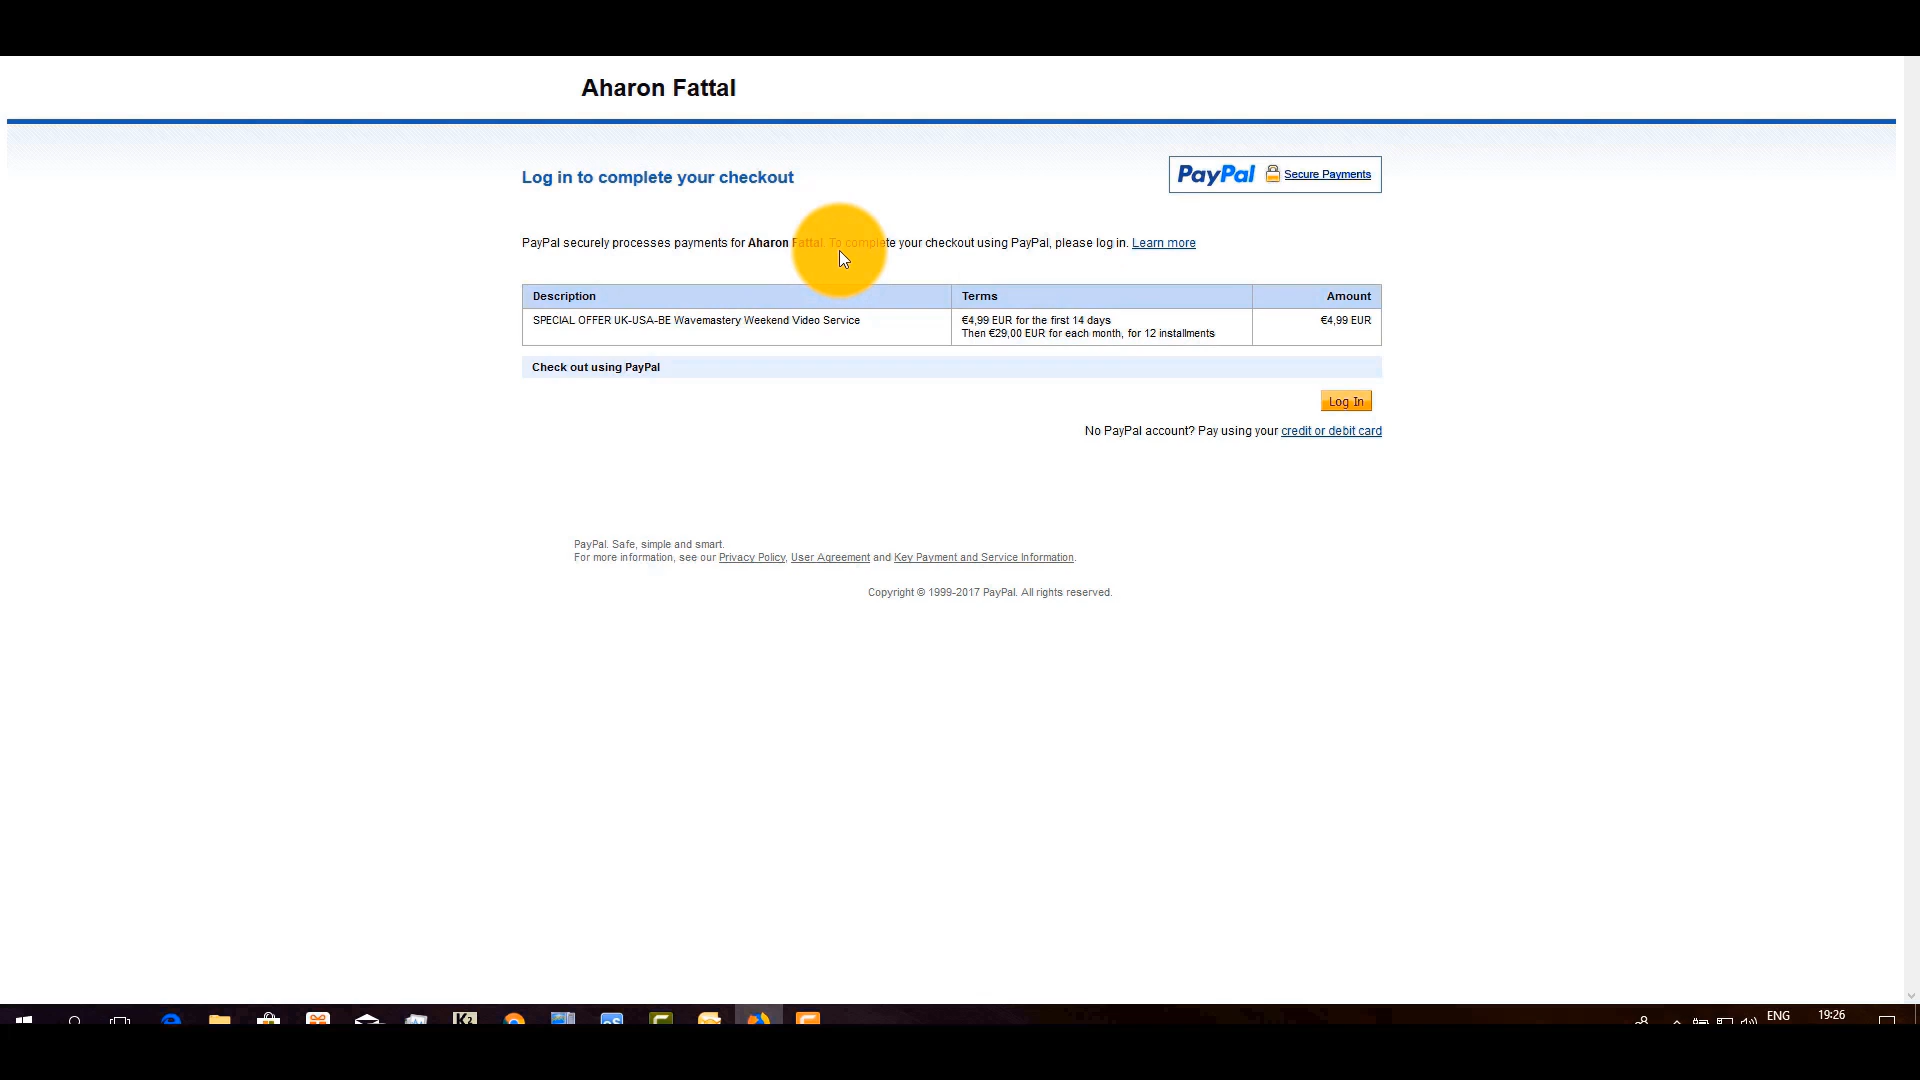 Aharon Fattal
Log in to complete your checkout
PayPal Secure Payments
PayPal securely processes payments for Aharon Fattal. To complete your checkout using PayPal, please log in. Learn more
Description Terms Amount
SPECIAL OFFER UK-USA-BE Wavemastery Weekend Video Service €4,99 EUR for the first 14 days €4,99 EUR
Then €29,00 EUR for each month, for 12 installments
Check out using PayPal
Log In
No PayPal account? Pay using your credit or debit card
PayPal. Safe, simple and smart.
For more information, see our Privacy Policy, User Agreement and Key Payment and Service Information.
Copyright © 1999-2017 PayPal. All rights reserved.
ENG 19:26